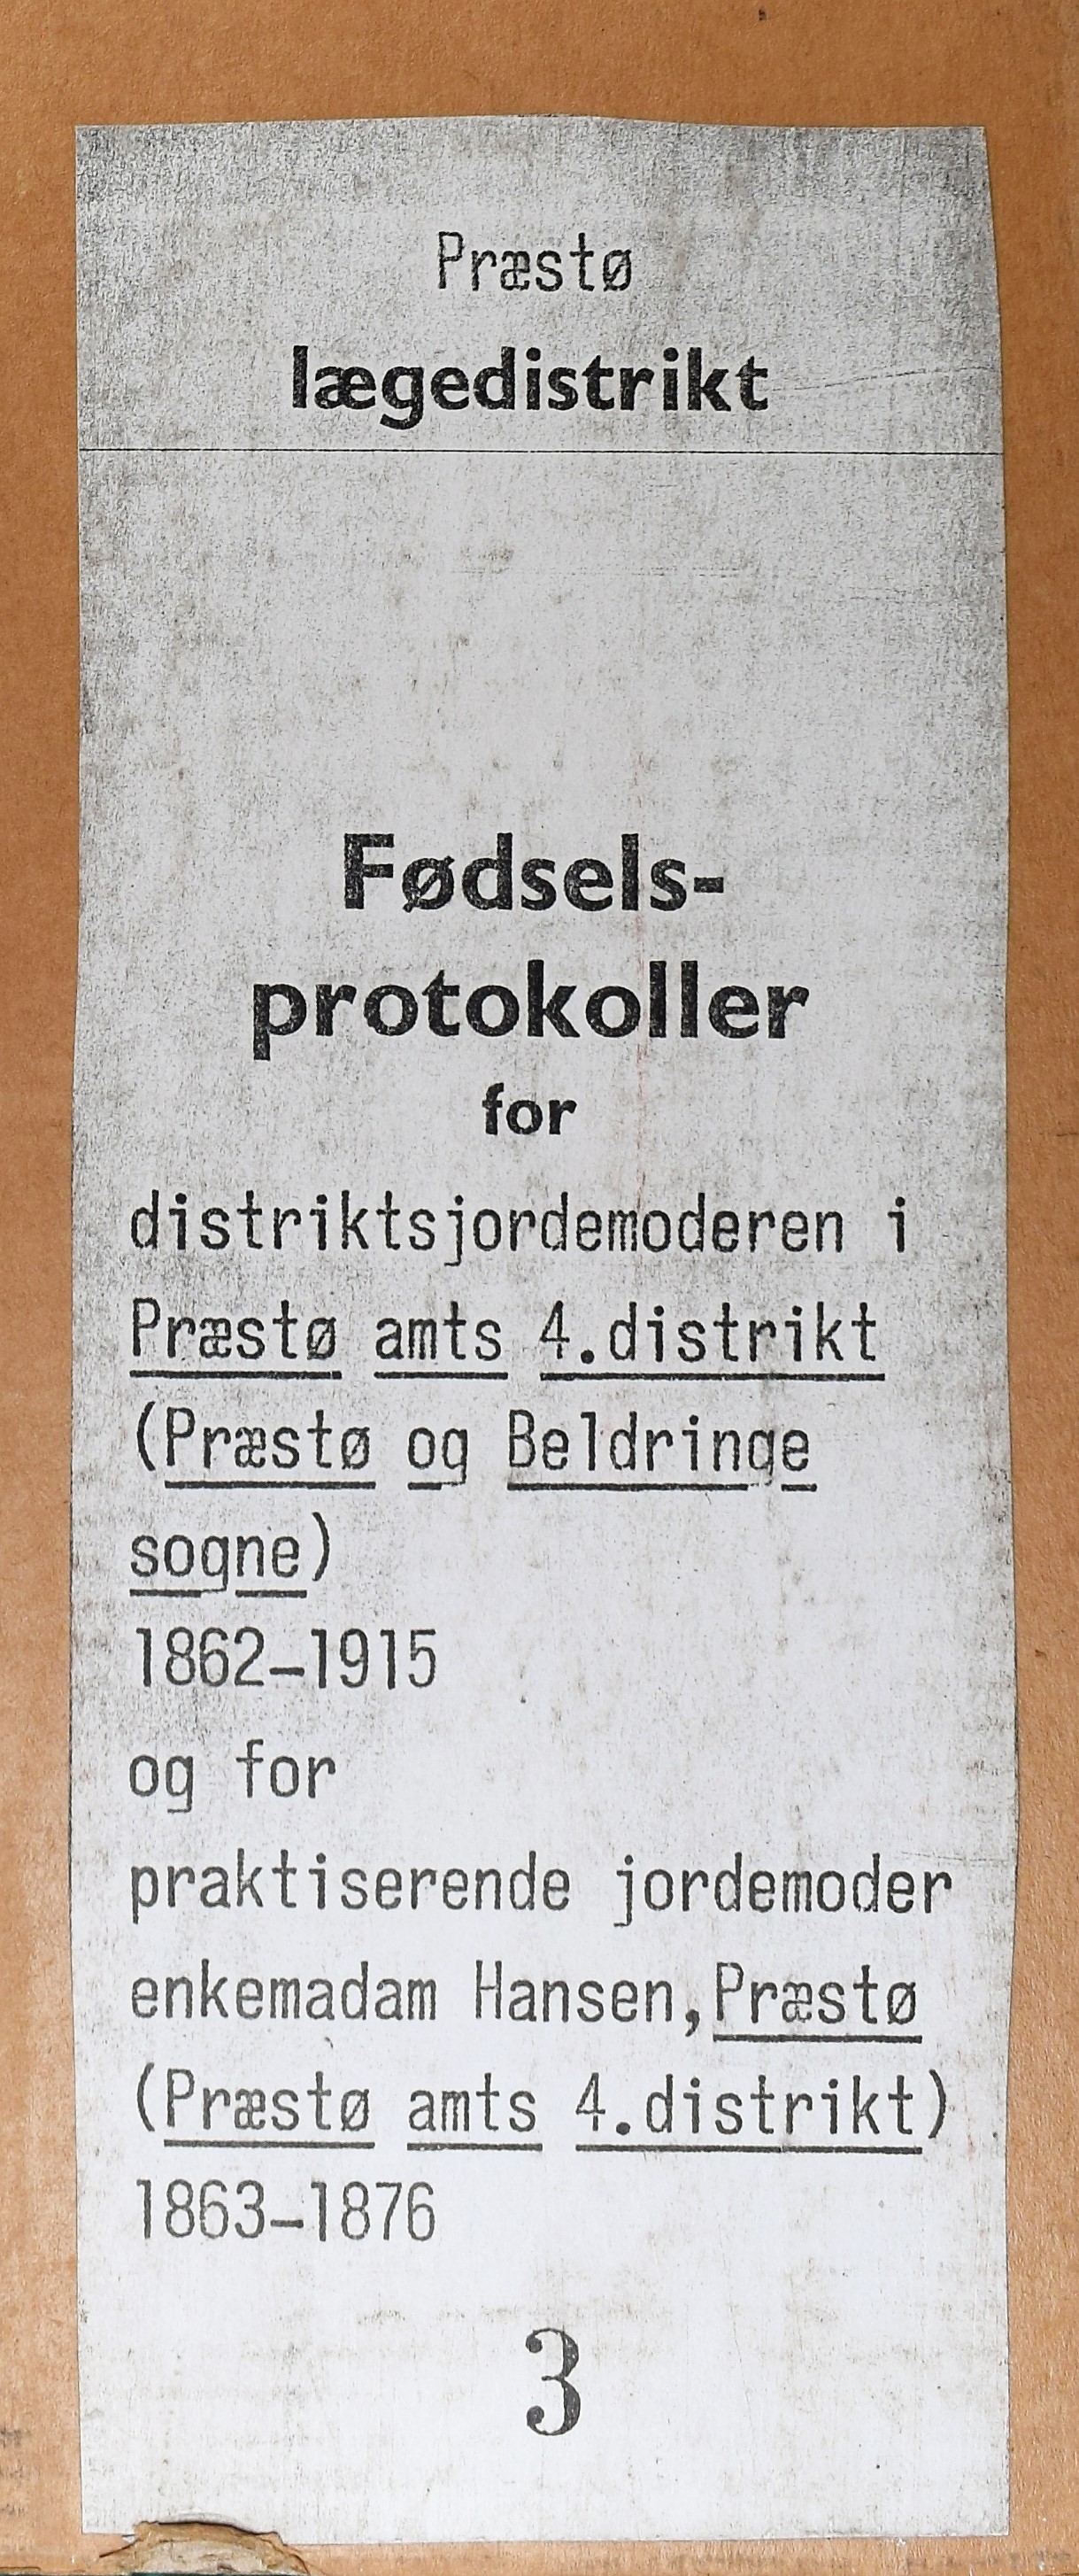 Præstø
lægedistrikt
Fødsels-
protokoller
for
distriktsjordemoderen i
Præstø amts 4.distrikt
(Præstø og Beldringe
sogne)
1862-1915
og for
praktiserende jordemoder
enkemadam Hansen,Præstø
(Præstø amts 4.distrikt)
1863-1876
3